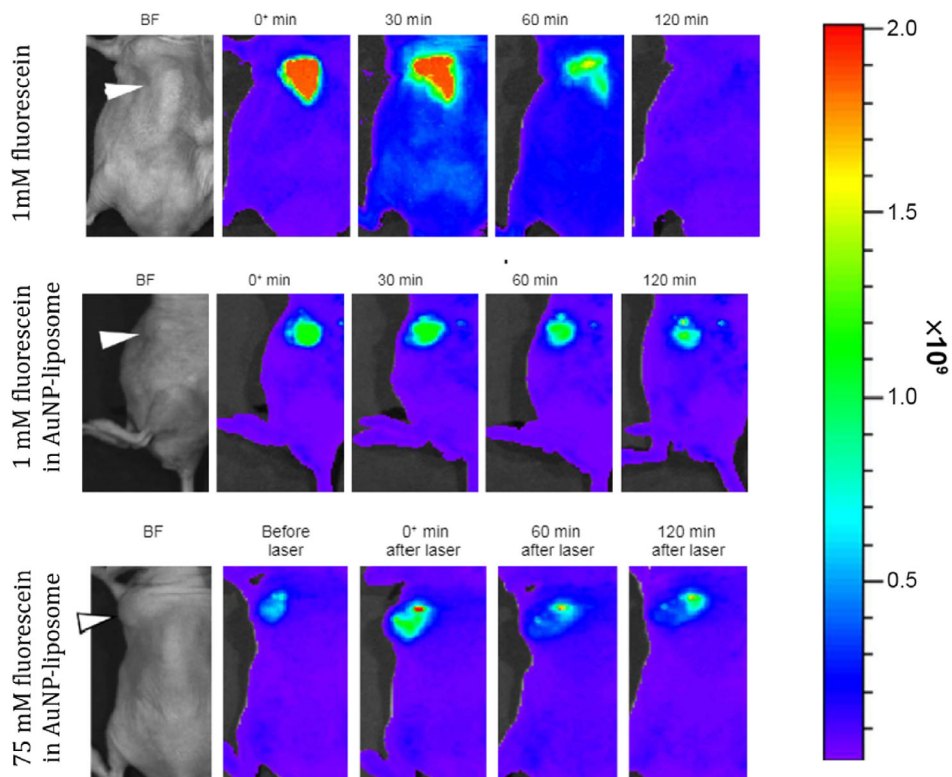 BF 0⁺ min 30 min 60 min 120 min
1mM fluorescein
BF 0⁺ min 30 min 60 min 120 min
1 mM fluorescein
in AuNP-liposome
BF Before laser 0⁺ min after laser 60 min after laser 120 min after laser
75 mM fluorescein
in AuNP-liposome
2.0
1.5
1.0
0.5
×10⁹